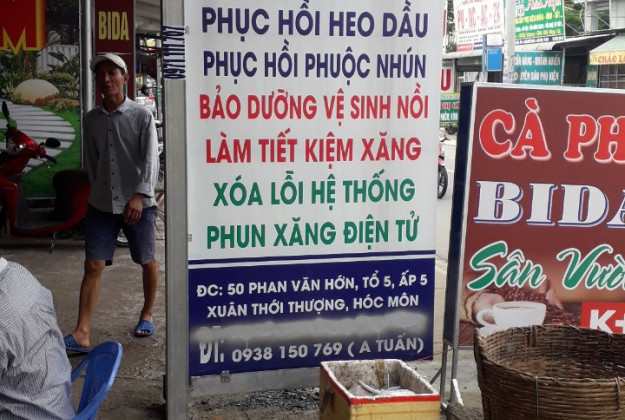 PHỤC HỒI HEO DẦU
PHỤC HỒI PHUỘC NHÚN
BẢO DƯỠNG VỆ SINH NỒI
LÀM TIẾT KIỆM XĂNG
XÓA LỖI HỆ THỐNG
PHUN XĂNG ĐIỆN TỬ
ĐC: 50 PHAN VĂN HỚN, TỔ 5, ẤP 5
XUÂN THỚI THƯỢNG, HÓC MÔN
ĐT: 0938 150 769 ( A TUẤN)
BIDA
M
CÀ PH
BIDA
Sân Vườ
K+